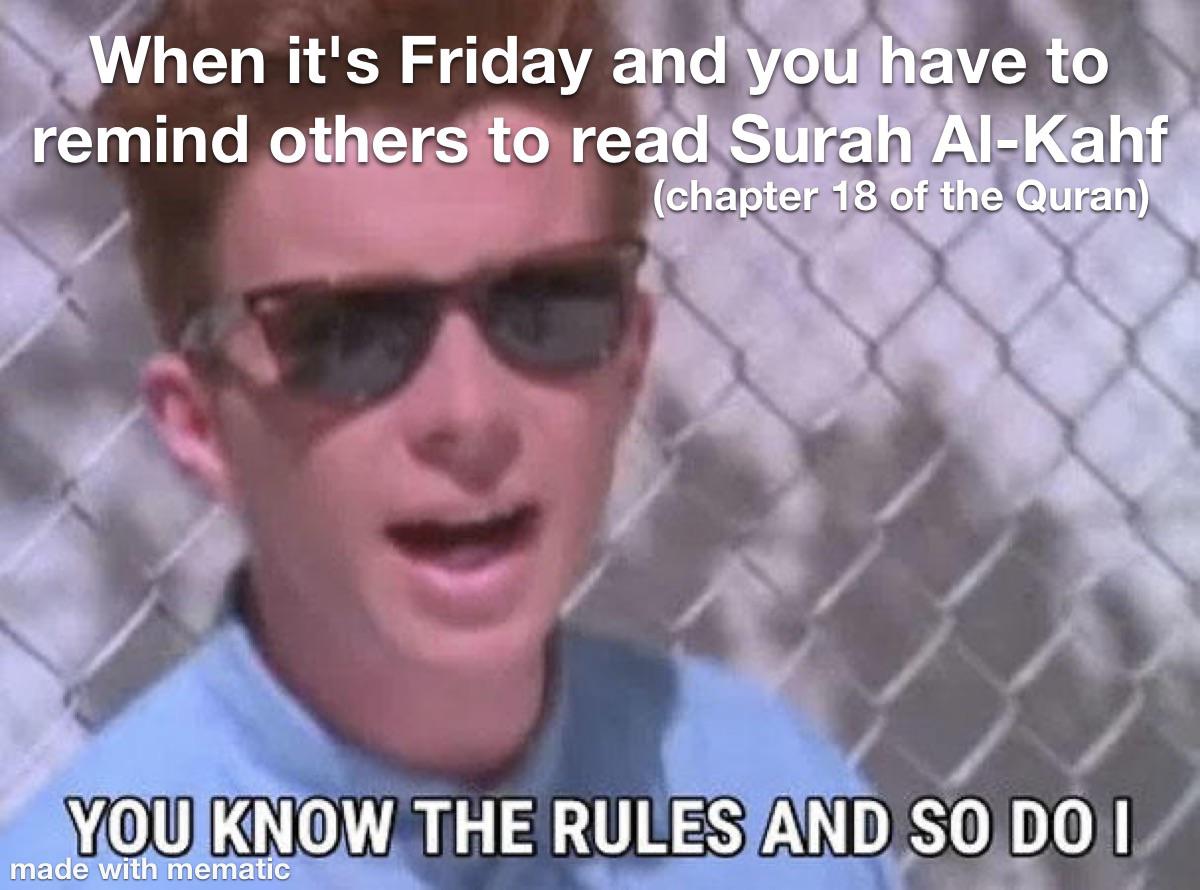 When it's Friday and you have to
remind others to read Surah Al-Kahf
(chapter 18 of the Quran)
YOU KNOW THE RULES AND SO DO I
made with mematic